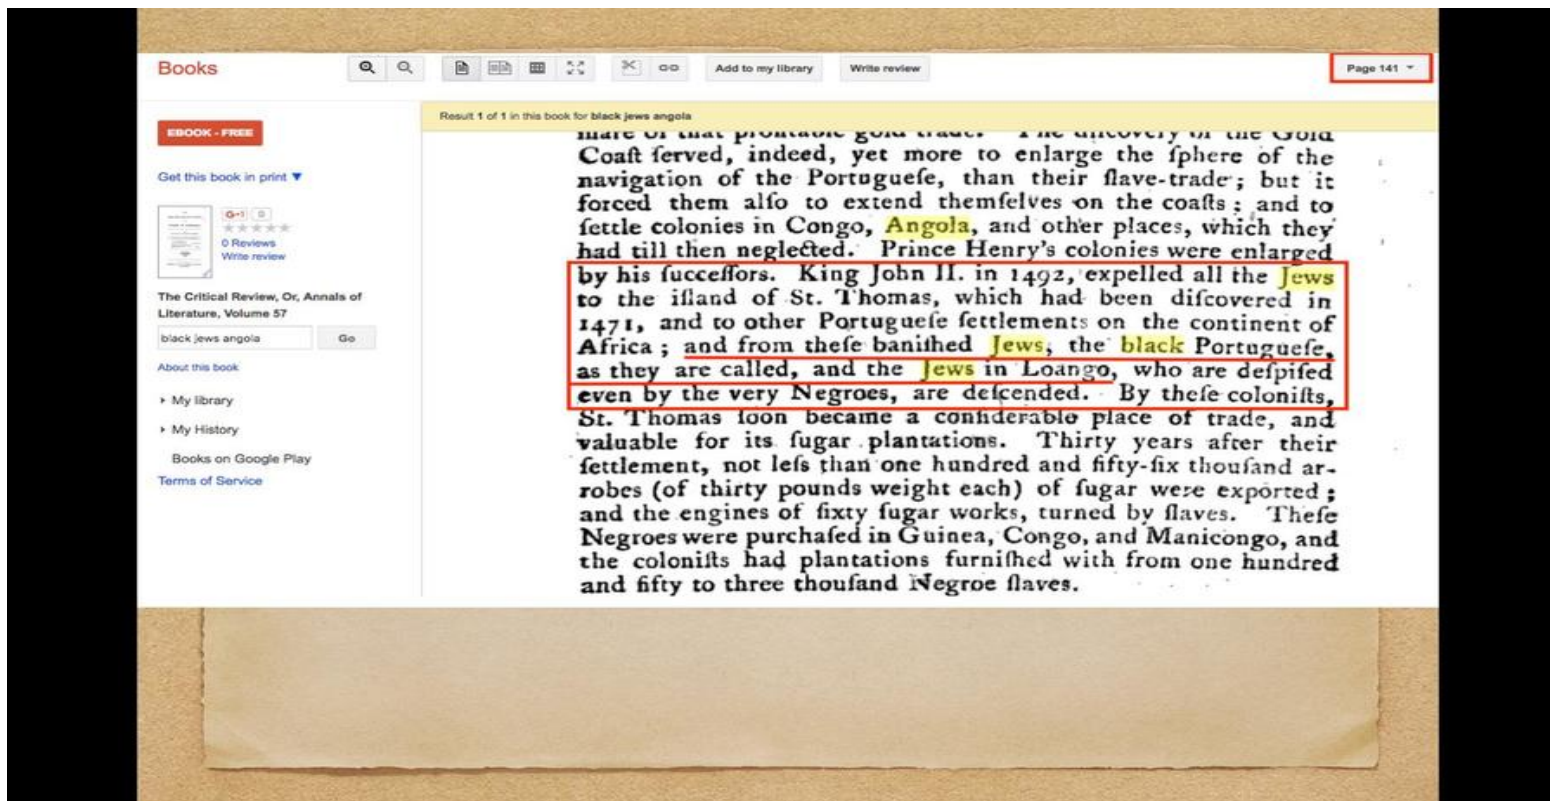 Books
Add to my library
Write review
Page 141
EBOOK - FREE
Get this book in print ▼
G+1 0
0 Reviews
Write review
The Critical Review, Or, Annals of
Literature, Volume 57
black jews angola
Go
About this book
My library
My History
Books on Google Play
Terms of Service
Result 1 of 1 in this book for black jews angola
mare of that profitable gold trade. The diſcovery of the Gold
Coaſt ſerved, indeed, yet more to enlarge the ſphere of the
navigation of the Portugueſe, than their ſlave-trade; but it
forced them alſo to extend themſelves on the coaſts; and to
ſettle colonies in Congo, Angola, and other places, which they
had till then neglected. Prince Henry's colonies were enlarged
by his ſucceſſors. King John II. in 1492, expelled all the Jews
to the iſland of St. Thomas, which had been diſcovered in
1471, and to other Portugueſe ſettlements on the continent of
Africa; and from theſe baniſhed Jews, the black Portugueſe,
as they are called, and the Jews in Loango, who are deſpiſed
even by the very Negroes, are deſcended. By theſe coloniſts,
St. Thomas ſoon became a conſiderable place of trade, and
valuable for its ſugar plantations. Thirty years after their
ſettlement, not leſs than one hundred and fifty-ſix thouſand ar-
robes (of thirty pounds weight each) of ſugar were exported;
and the engines of ſixty ſugar works, turned by ſlaves. Theſe
Negroes were purchaſed in Guinea, Congo, and Manicongo, and
the coloniſts had plantations furniſhed with from one hundred
and fifty to three thouſand Negroe ſlaves.